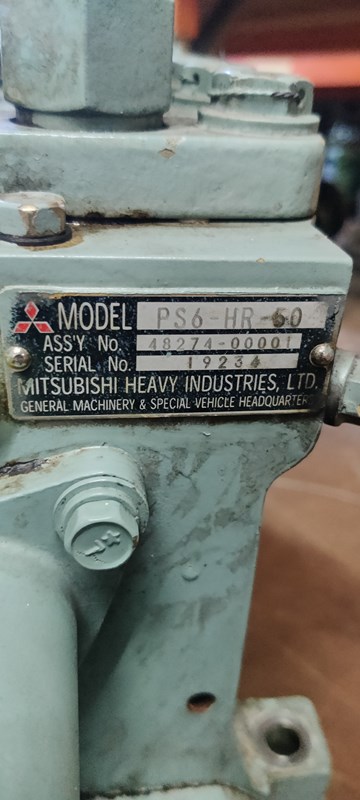 MODEL PS6-HR-60
ASS'Y No. 48274-00001
SERIAL No. 19234
MITSUBISHI HEAVY INDUSTRIES, LTD.
GENERAL MACHINERY & SPECIAL VEHICLE HEADQUARTERS